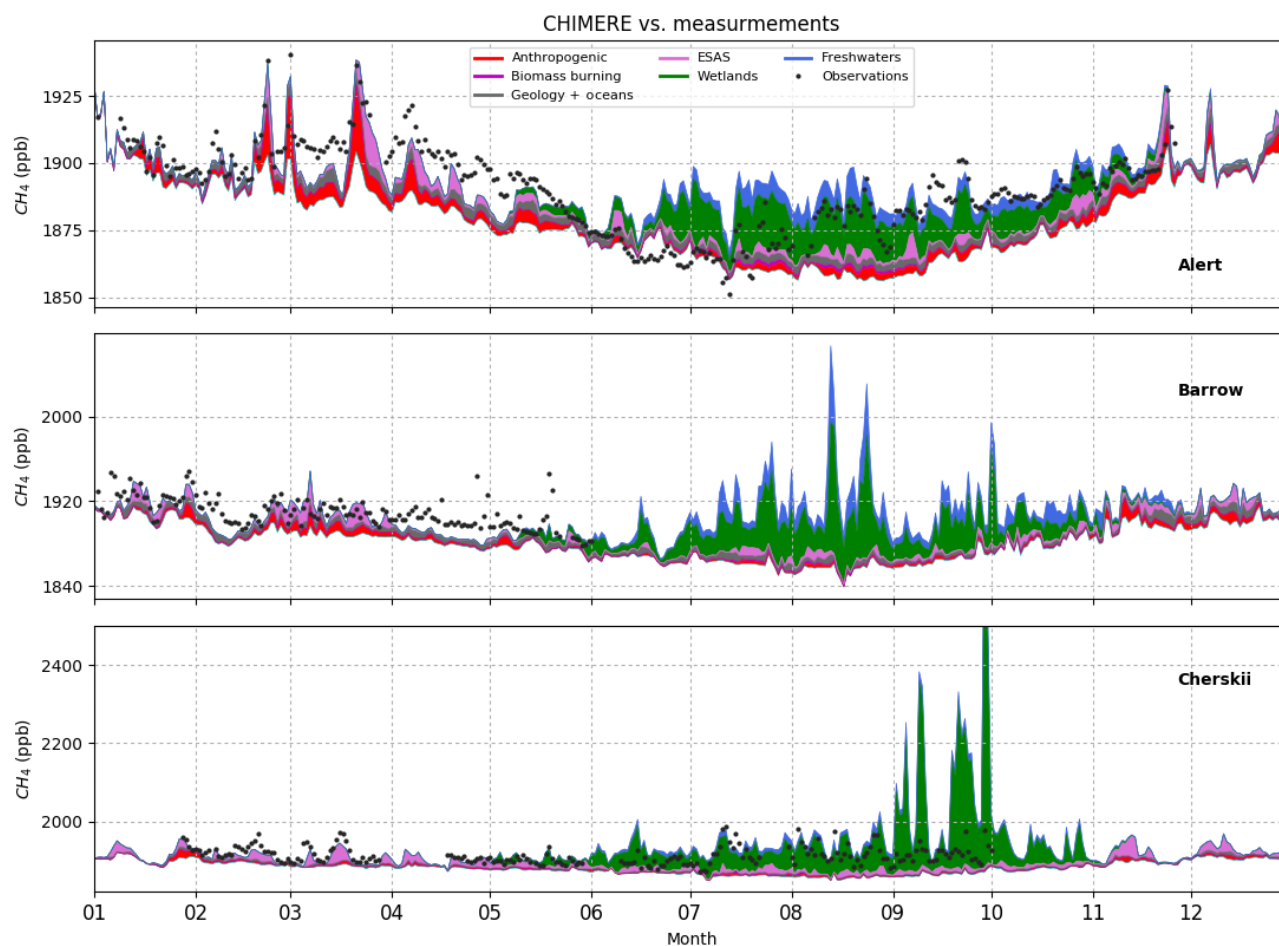 CHIMERE vs. measurmements
Anthropogenic
Biomass burning
Geology + oceans
ESAS
Wetlands
Freshwaters
Observations
CH₄ (ppb)
1925
1900
1875
1850
Alert
CH₄ (ppb)
2000
1920
1840
Barrow
CH₄ (ppb)
2400
2200
2000
Cherskii
01 02 03 04 05 06 07 08 09 10 11 12
Month